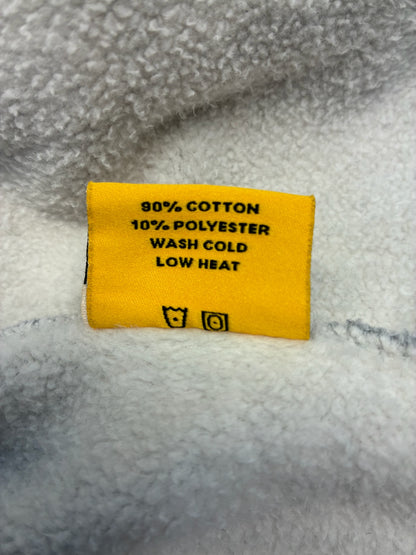 90% COTTON
10% POLYESTER
WASH COLD
LOW HEAT